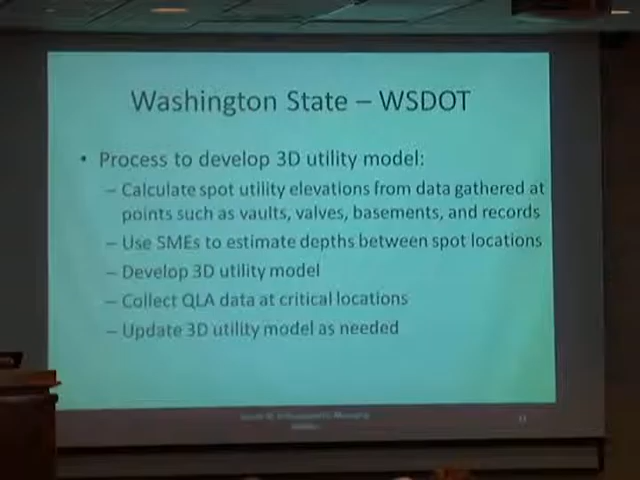 Washington State – WSDOT
• Process to develop 3D utility model:
– Calculate spot utility elevations from data gathered at
points such as vaults, valves, basements, and records
– Use SMEs to estimate depths between spot locations
– Develop 3D utility model
– Collect QLA data at critical locations
– Update 3D utility model as needed